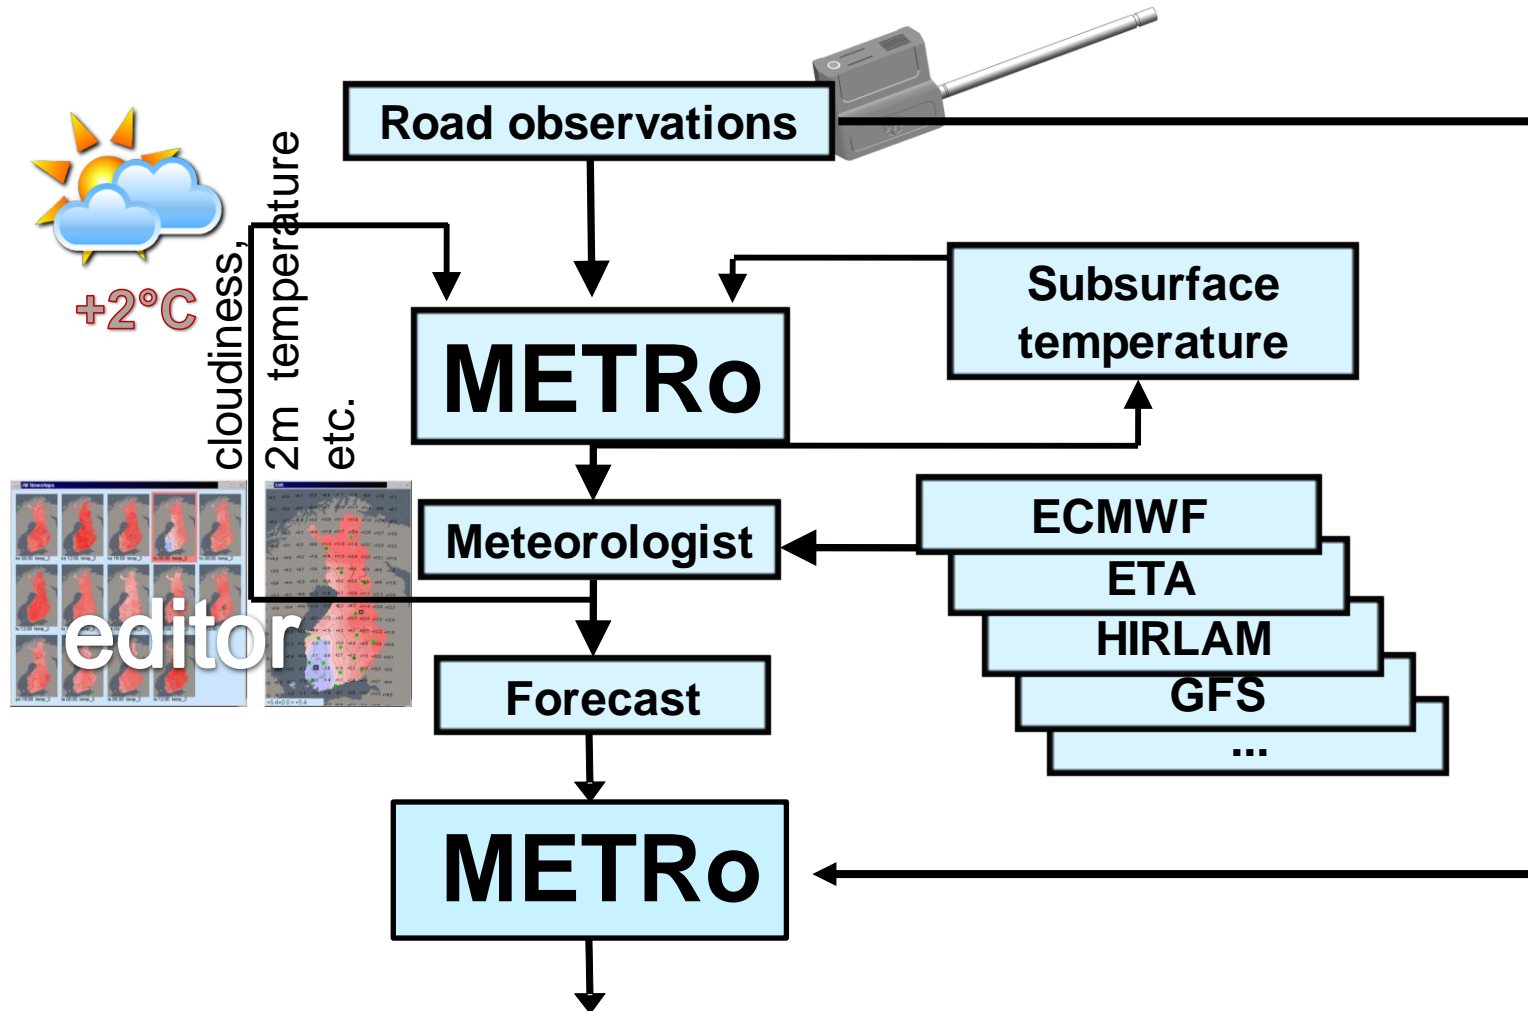 Road observations
+2°C
cloudiness,
2m temperature
etc.
Subsurface
temperature
METRo
Meteorologist
ECMWF
ETA
HIRLAM
GFS
...
editor
Forecast
METRo